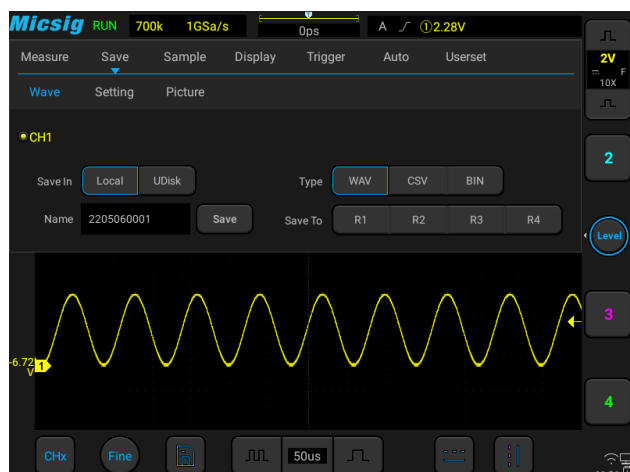 Micsig RUN 700k 1GSa/s 0ps A ①2.28V
Measure Save Sample Display Trigger Auto Userset
2V
F
10X
Wave Setting Picture
CH1
2
Save In Local UDisk Type WAV CSV BIN
Name 2205060001 Save Save To R1 R2 R3 R4
Level
3
-6.72 1
V
4
CHx Fine 50us